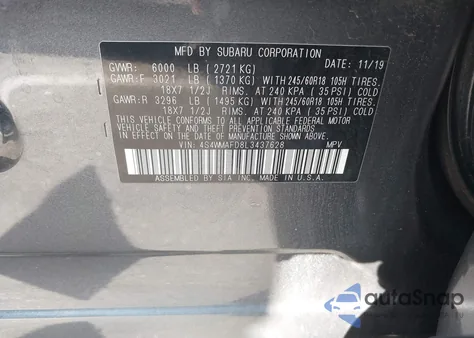 MFD BY SUBARU CORPORATION DATE: 11/19
GVWR: 6000 LB (2721 KG)
GAWR:F 3021 LB (1370 KG) WITH 245/60R18 105H TIRES.
18X7 1/2J RIMS. AT 240 KPA (35 PSI) COLD
GAWR:R 3296 LB (1495 KG) WITH 245/60R18 105H TIRES.
18X7 1/2J RIMS. AT 240 KPA (35 PSI) COLD
THIS VEHICLE CONFORMS TO ALL APPLICABLE FEDERAL MOTOR
VEHICLE SAFETY STANDARDS IN
EFFECT ON THE DATE OF MANUFACTURE SHOWN ABOVE.
VIN: 4S4WMAFD8L3437628 MPV
ASSEMBLED BY SIA INC. IN U.S.A.
autoSnap